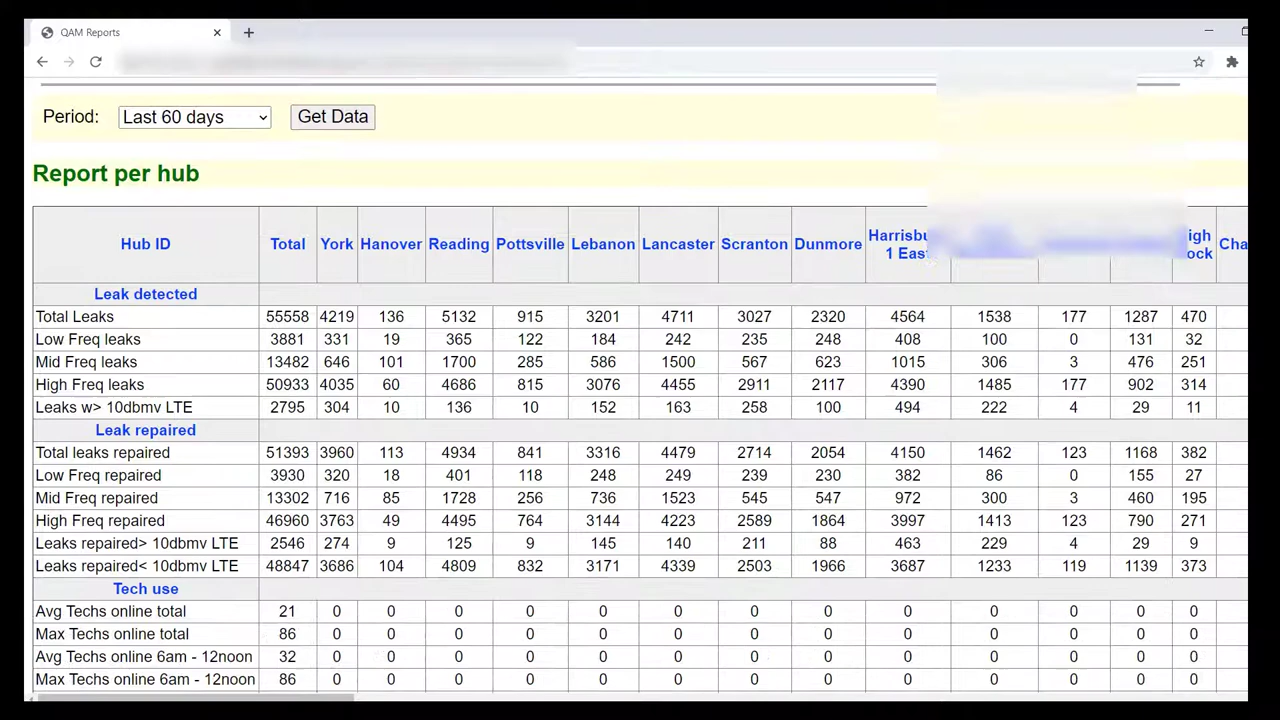 QAM Reports
Period: Last 60 days Get Data
Report per hub
Hub ID Total York Hanover Reading Pottsville Lebanon Lancaster Scranton Dunmore
1 East
Leak detected
Total Leaks 55558 4219 136 5132 915 3201 4711 3027 2320 4564 1538 177 1287 470
Low Freq leaks 3881 331 19 365 122 184 242 235 248 408 100 0 131 32
Mid Freq leaks 13482 646 101 1700 285 586 1500 567 623 1015 306 3 476 251
High Freq leaks 50933 4035 60 4686 815 3076 4455 2911 2117 4390 1485 177 902 314
Leaks w> 10dbmv LTE 2795 304 10 136 10 152 163 258 100 494 222 4 29 11
Leak repaired
Total leaks repaired 51393 3960 113 4934 841 3316 4479 2714 2054 4150 1462 123 1168 382
Low Freq repaired 3930 320 18 401 118 248 249 239 230 382 86 0 155 27
Mid Freq repaired 13302 716 85 1728 256 736 1523 545 547 972 300 3 460 195
High Freq repaired 46960 3763 49 4495 764 3144 4223 2589 1864 3997 1413 123 790 271
Leaks repaired> 10dbmv LTE 2546 274 9 125 9 145 140 211 88 463 229 4 29 9
Leaks repaired< 10dbmv LTE 48847 3686 104 4809 832 3171 4339 2503 1966 3687 1233 119 1139 373
Tech use
Avg Techs online total 21 0 0 0 0 0 0 0 0 0 0 0 0 0
Max Techs online total 86 0 0 0 0 0 0 0 0 0 0 0 0 0
Avg Techs online 6am - 12noon 32 0 0 0 0 0 0 0 0 0 0 0 0 0
Max Techs online 6am - 12noon 86 0 0 0 0 0 0 0 0 0 0 0 0 0